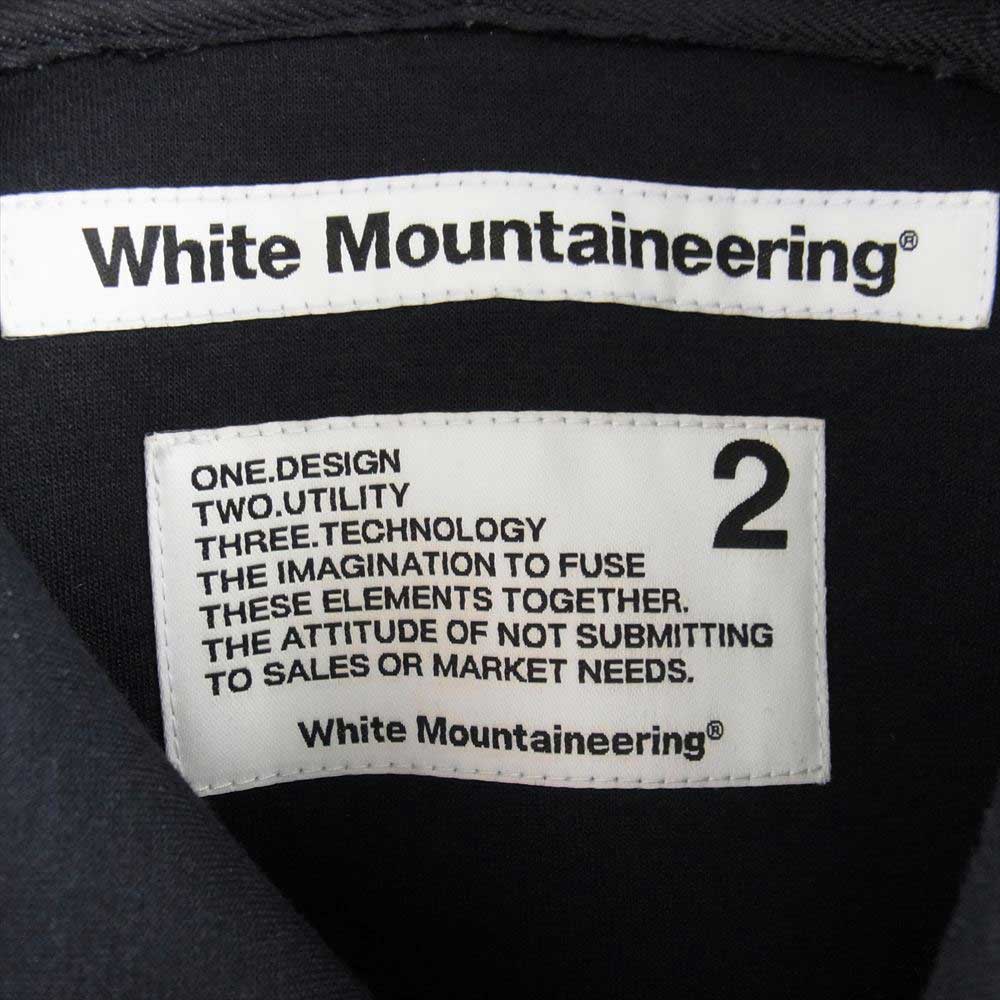 White Mountaineering®
ONE.DESIGN 2
TWO.UTILITY
THREE.TECHNOLOGY
THE IMAGINATION TO FUSE
THESE ELEMENTS TOGETHER.
THE ATTITUDE OF NOT SUBMITTING
TO SALES OR MARKET NEEDS.
White Mountaineering®